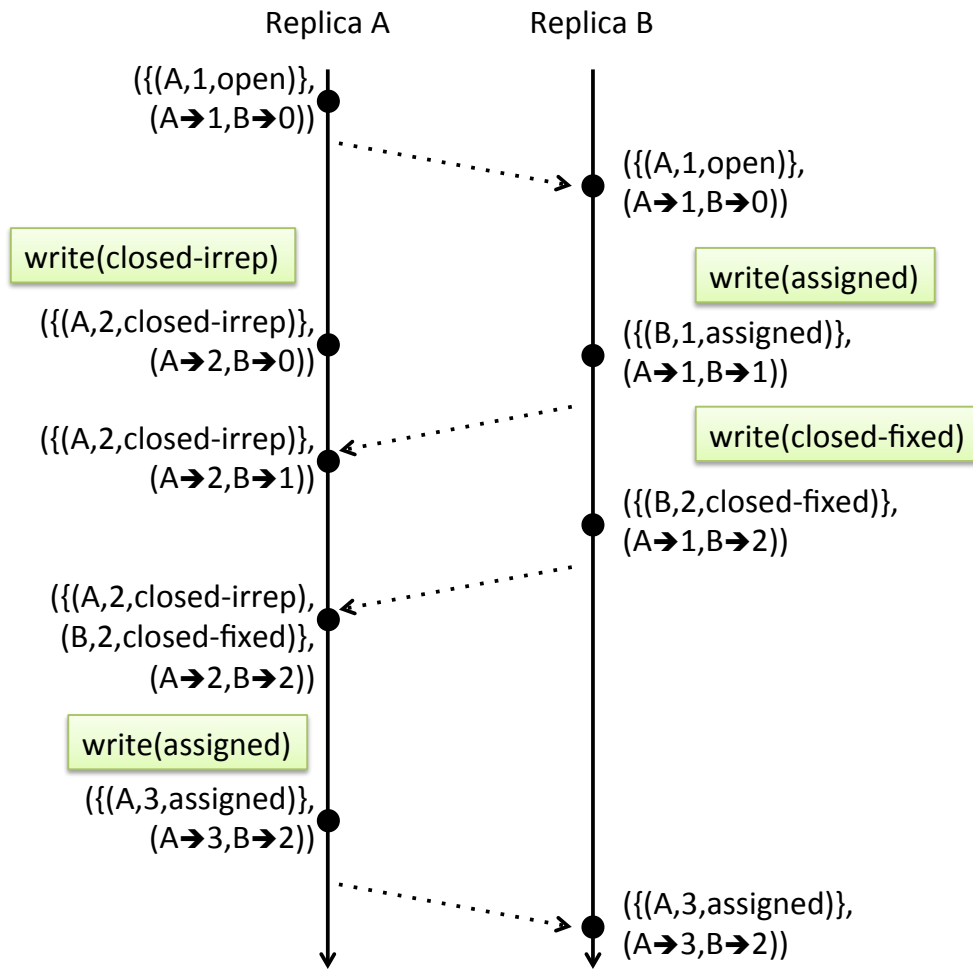 Replica A
Replica B
({(A,1,open)},
(A➔1,B➔0))
({(A,1,open)},
(A➔1,B➔0))
write(closed-irrep)
write(assigned)
({(A,2,closed-irrep)},
(A➔2,B➔0))
({(B,1,assigned)},
(A➔1,B➔1))
write(closed-fixed)
({(A,2,closed-irrep)},
(A➔2,B➔1))
({(B,2,closed-fixed)},
(A➔1,B➔2))
({(A,2,closed-irrep),
(B,2,closed-fixed)},
(A➔2,B➔2))
write(assigned)
({(A,3,assigned)},
(A➔3,B➔2))
({(A,3,assigned)},
(A➔3,B➔2))